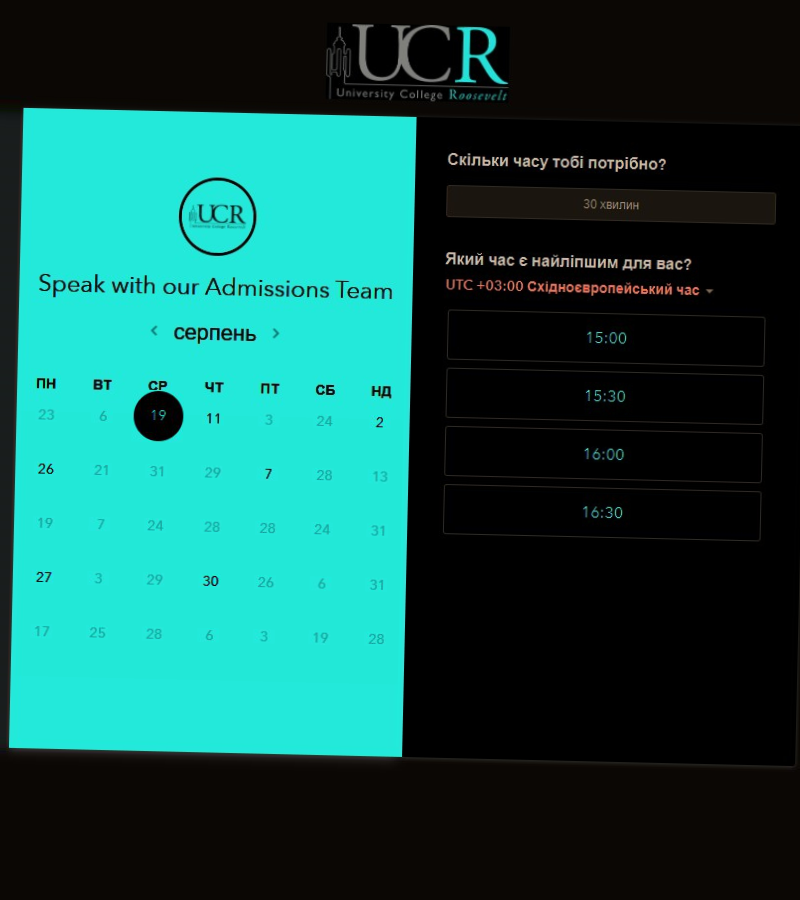 UCR
University College Roosevelt
UCR
University College Roosevelt
Speak with our Admissions Team
серпень
ПН ВТ СР ЧТ ПТ СБ НД
23 6 19 11 3 24 2
26 21 31 29 7 28 13
19 7 24 28 28 24 31
27 3 29 30 26 6 31
17 25 28 6 3 19 28
Скільки часу тобі потрібно?
30 хвилин
Який час є найліпшим для вас?
UTC +03:00 Східноєвропейський час
15:00
15:30
16:00
16:30